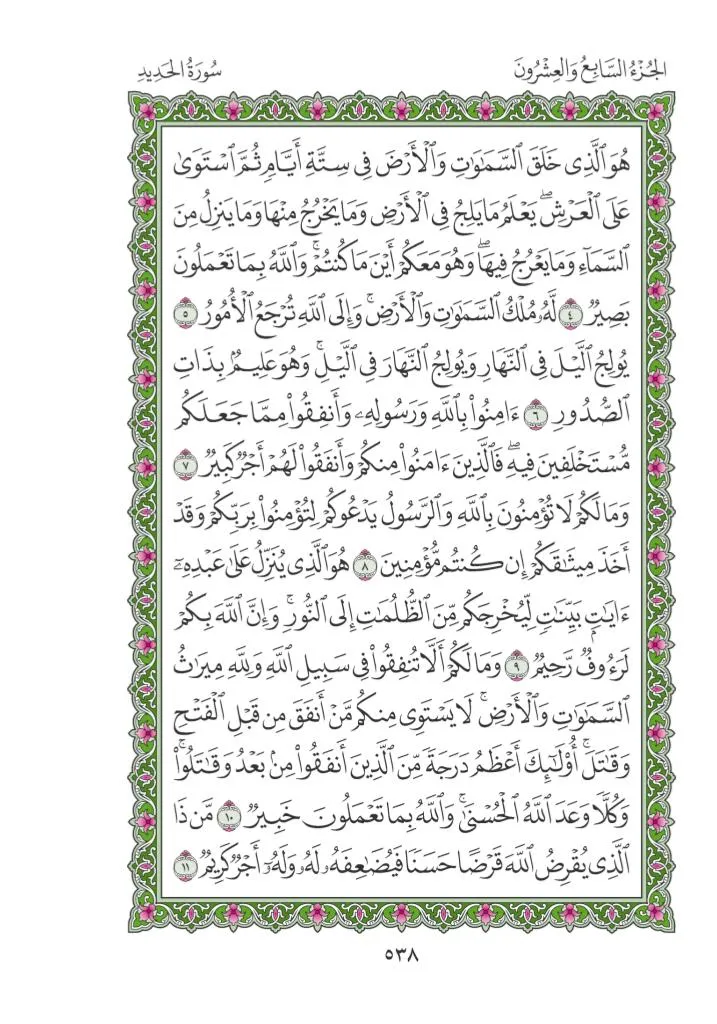 الجُزْءُ السَّابِعُ وَالعِشْرُونَ
سُورَةُ الحَدِيدِ
هُوَ ٱلَّذِى خَلَقَ ٱلسَّمَٰوَٰتِ وَٱلْأَرْضَ فِى سِتَّةِ أَيَّامٍ ثُمَّ ٱسْتَوَىٰ
عَلَى ٱلْعَرْشِ ۖ يَعْلَمُ مَا يَلِجُ فِى ٱلْأَرْضِ وَمَا يَخْرُجُ مِنْهَا وَمَا يَنزِلُ مِنَ
ٱلسَّمَآءِ وَمَا يَعْرُجُ فِيهَا ۖ وَهُوَ مَعَكُمْ أَيْنَ مَا كُنتُمْ ۚ وَٱللَّهُ بِمَا تَعْمَلُونَ
بَصِيرٌ ٤ لَّهُۥ مُلْكُ ٱلسَّمَٰوَٰتِ وَٱلْأَرْضِ ۚ وَإِلَى ٱللَّهِ تُرْجَعُ ٱلْأُمُورُ ٥
يُولِجُ ٱلَّيْلَ فِى ٱلنَّهَارِ وَيُولِجُ ٱلنَّهَارَ فِى ٱلَّيْلِ ۚ وَهُوَ عَلِيمٌۢ بِذَاتِ
ٱلصُّدُورِ ٦ ءَامِنُوا۟ بِٱللَّهِ وَرَسُولِهِۦ وَأَنفِقُوا۟ مِمَّا جَعَلَكُم
مُّسْتَخْلَفِينَ فِيهِ ۖ فَٱلَّذِينَ ءَامَنُوا۟ مِنكُمْ وَأَنفَقُوا۟ لَهُمْ أَجْرٌ كَبِيرٌ ٧
وَمَا لَكُمْ لَا تُؤْمِنُونَ بِٱللَّهِ وَٱلرَّسُولُ يَدْعُوكُمْ لِتُؤْمِنُوا۟ بِرَبِّكُمْ وَقَدْ
أَخَذَ مِيثَٰقَكُمْ إِن كُنتُم مُّؤْمِنِينَ ٨ هُوَ ٱلَّذِى يُنَزِّلُ عَلَىٰ عَبْدِهِۦٓ
ءَايَٰتٍۭ بَيِّنَٰتٍ لِّيُخْرِجَكُم مِّنَ ٱلظُّلُمَٰتِ إِلَى ٱلنُّورِ ۚ وَإِنَّ ٱللَّهَ بِكُمْ
لَرَءُوفٌ رَّحِيمٌ ٩ وَمَا لَكُمْ أَلَّا تُنفِقُوا۟ فِى سَبِيلِ ٱللَّهِ وَلِلَّهِ مِيرَٰثُ
ٱلسَّمَٰوَٰتِ وَٱلْأَرْضِ ۚ لَا يَسْتَوِى مِنكُم مَّنْ أَنفَقَ مِن قَبْلِ ٱلْفَتْحِ
وَقَٰتَلَ ۚ أُو۟لَٰٓئِكَ أَعْظَمُ دَرَجَةً مِّنَ ٱلَّذِينَ أَنفَقُوا۟ مِنۢ بَعْدُ وَقَٰتَلُوا۟ ۚ
وَكُلًّا وَعَدَ ٱللَّهُ ٱلْحُسْنَىٰ ۚ وَٱللَّهُ بِمَا تَعْمَلُونَ خَبِيرٌ ١٠ مَّن ذَا
ٱلَّذِى يُقْرِضُ ٱللَّهَ قَرْضًا حَسَنًا فَيُضَٰعِفَهُۥ لَهُۥ وَلَهُۥٓ أَجْرٌ كَرِيمٌ ١١
٥٣٨